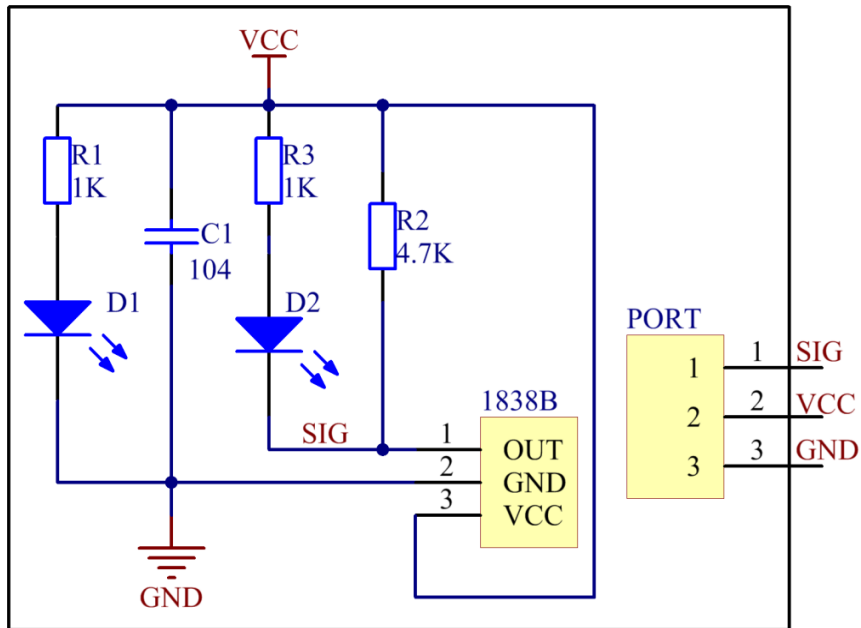 VCC
R1
1K
R3
1K
R2
4.7K
C1
104
D1
D2
SIG
1838B
1 OUT
2 GND
3 VCC
GND
PORT
1 1 SIG
2 2 VCC
3 3 GND